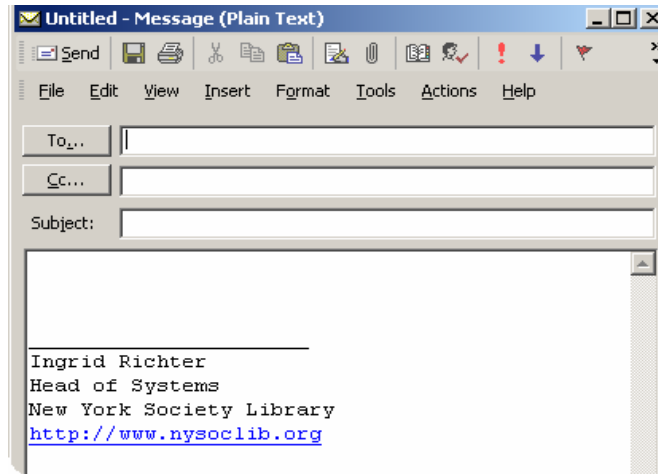 Untitled - Message (Plain Text)
Send
File Edit View Insert Format Tools Actions Help
To...
Cc...
Subject:
Ingrid Richter
Head of Systems
New York Society Library
http://www.nysoclib.org